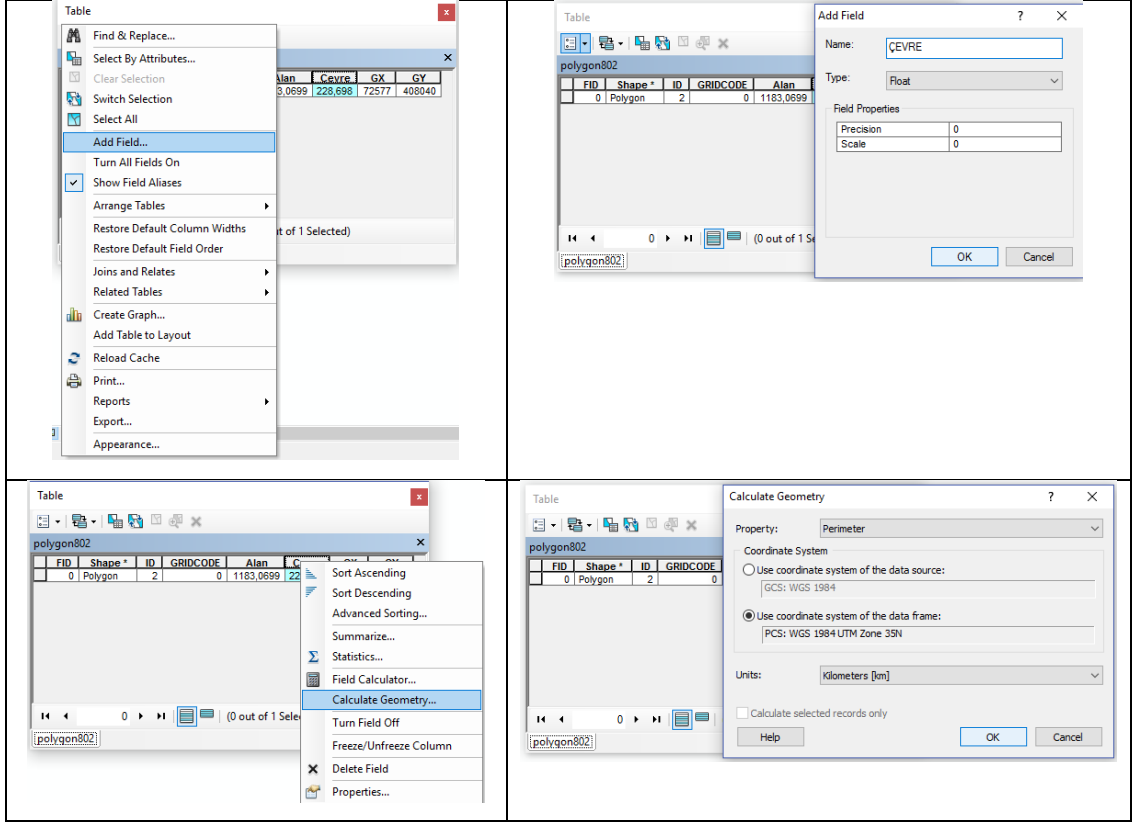 Table
x
Find & Replace...
Select By Attributes...
Clear Selection
Switch Selection
Select All
Add Field...
Turn All Fields On
Show Field Aliases
Arrange Tables
Restore Default Column Widths
Restore Default Field Order
Joins and Relates
Related Tables
Create Graph...
Add Table to Layout
Reload Cache
Print...
Reports
Export...
Appearance...
Alan Çevre GX GY
3,0699 228,698 72577 408040
t of 1 Selected)
Table
polygon802
FID Shape * ID GRIDCODE Alan
0 Polygon 2 0 1183,0699
0 (0 out of 1 Se
polygon802
Add Field
Name: ÇEVRE
Type: Float
Field Properties
Precision 0
Scale 0
OK Cancel
Table
x
polygon802
FID Shape * ID GRIDCODE Alan
0 Polygon 2 0 1183,0699 22
0 (0 out of 1 Sele
polygon802
Sort Ascending
Sort Descending
Advanced Sorting...
Summarize...
Statistics...
Field Calculator...
Calculate Geometry...
Turn Field Off
Freeze/Unfreeze Column
Delete Field
Properties...
Table
polygon802
FID Shape * ID GRIDCODE
0 Polygon 2 0
0 (0 out of 1 Sele
polygon802
Calculate Geometry
Property: Perimeter
Coordinate System
Use coordinate system of the data source:
GCS: WGS 1984
Use coordinate system of the data frame:
PCS: WGS 1984 UTM Zone 35N
Units: Kilometers [km]
Calculate selected records only
Help OK Cancel